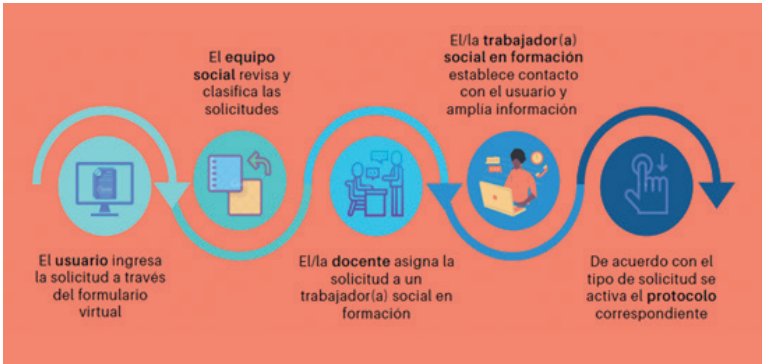 El usuario ingresa
la solicitud a través
del formulario
virtual
El equipo
social revisa y
clasifica las
solicitudes
El/la docente asigna la
solicitud a un
trabajador(a) social en
formación
El/la trabajador(a)
social en formación
establece contacto
con el usuario y
amplía información
De acuerdo con el
tipo de solicitud se
activa el protocolo
correspondiente